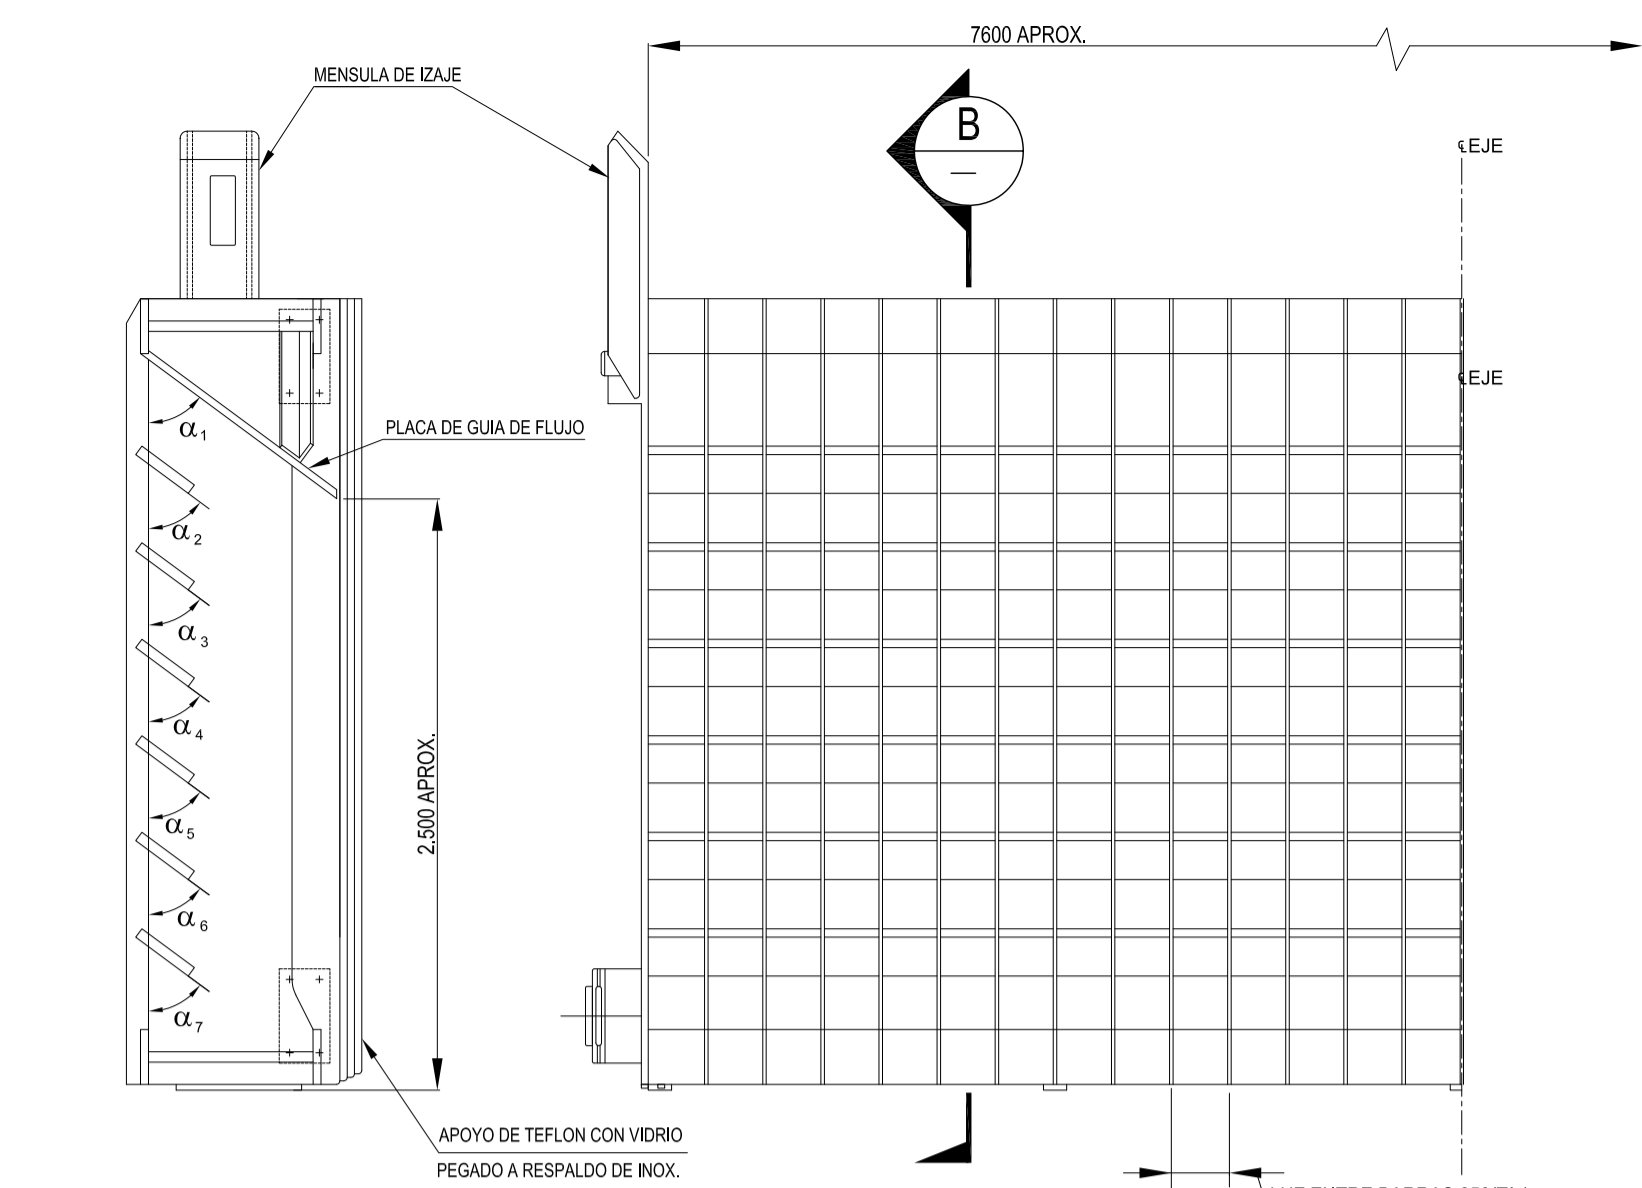 7600 APROX.
MENSULA DE IZAJE
B
—
℄ EJE
℄ EJE
α1
PLACA DE GUIA DE FLUJO
α2
α3
α4
2.500 APROX.
α5
α6
α7
APOYO DE TEFLON CON VIDRIO
PEGADO A RESPALDO DE INOX.